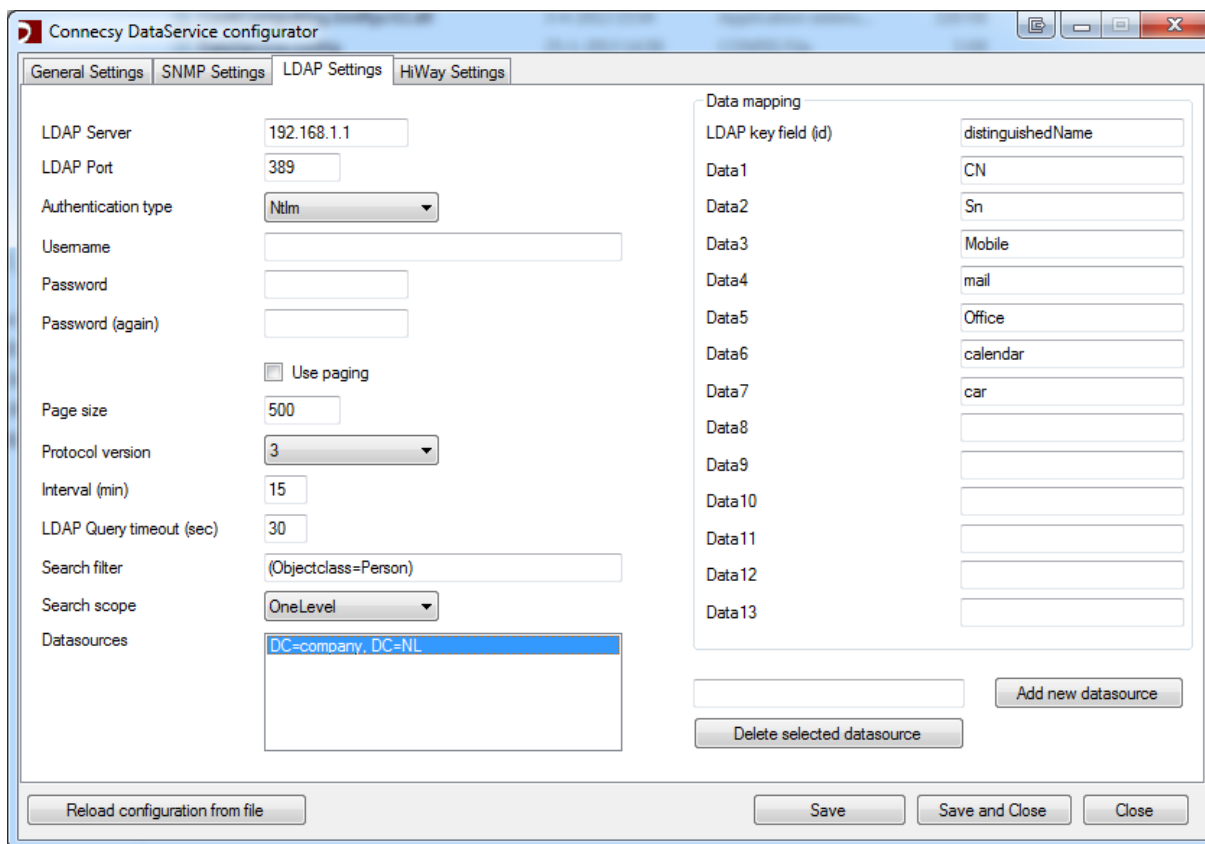 Connecsy DataService configurator
General Settings SNMP Settings LDAP Settings HiWay Settings
LDAP Server 192.168.1.1
LDAP Port 389
Authentication type Ntlm
Username
Password
Password (again)
Use paging
Page size 500
Protocol version 3
Interval (min) 15
LDAP Query timeout (sec) 30
Search filter (Objectclass=Person)
Search scope OneLevel
Datasources DC=company, DC=NL
Data mapping
LDAP key field (id) distinguishedName
Data1 CN
Data2 Sn
Data3 Mobile
Data4 mail
Data5 Office
Data6 calendar
Data7 car
Data8
Data9
Data10
Data11
Data12
Data13
Add new datasource
Delete selected datasource
Reload configuration from file Save Save and Close Close